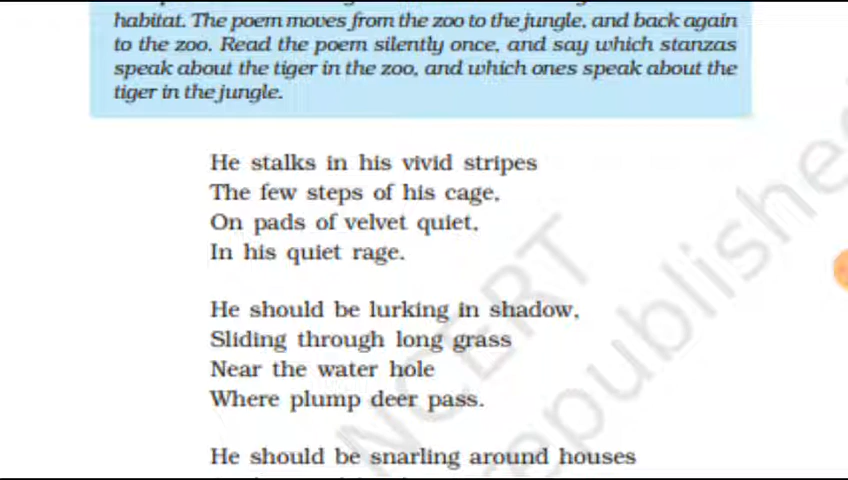 habitat. The poem moves from the zoo to the jungle, and back again
to the zoo. Read the poem silently once, and say which stanzas
speak about the tiger in the zoo, and which ones speak about the
tiger in the jungle.
He stalks in his vivid stripes
The few steps of his cage,
On pads of velvet quiet,
In his quiet rage.
He should be lurking in shadow,
Sliding through long grass
Near the water hole
Where plump deer pass.
He should be snarling around houses
NCERT
republished